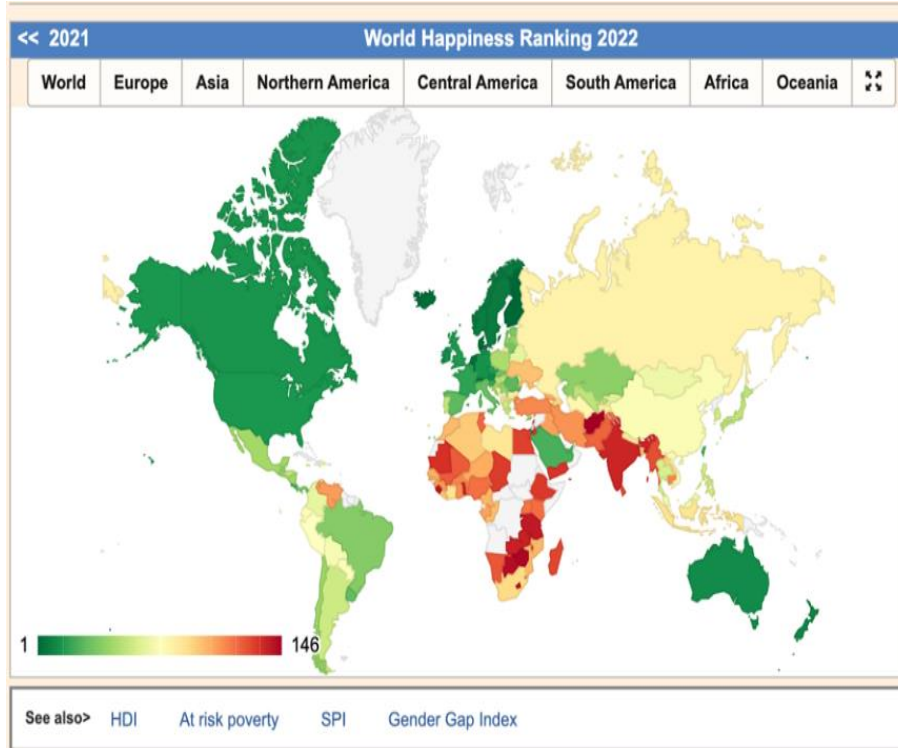 << 2021 World Happiness Ranking 2022
World Europe Asia Northern America Central America South America Africa Oceania
1 146
See also> HDI At risk poverty SPI Gender Gap Index